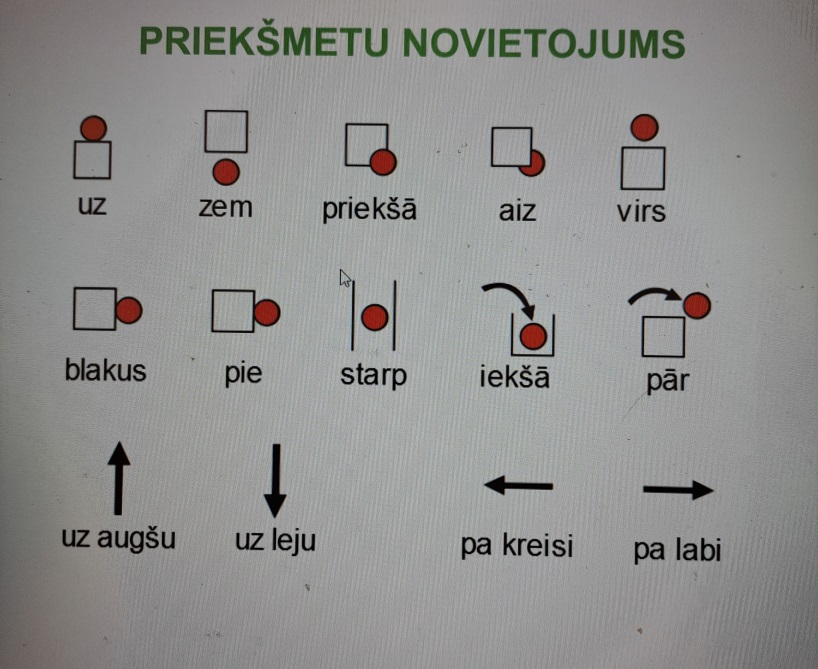 PRIEKŠMETU NOVIETOJUMS
uz zem priekšā aiz virs
blakus pie starp iekšā pār
uz augšu uz leju pa kreisi pa labi